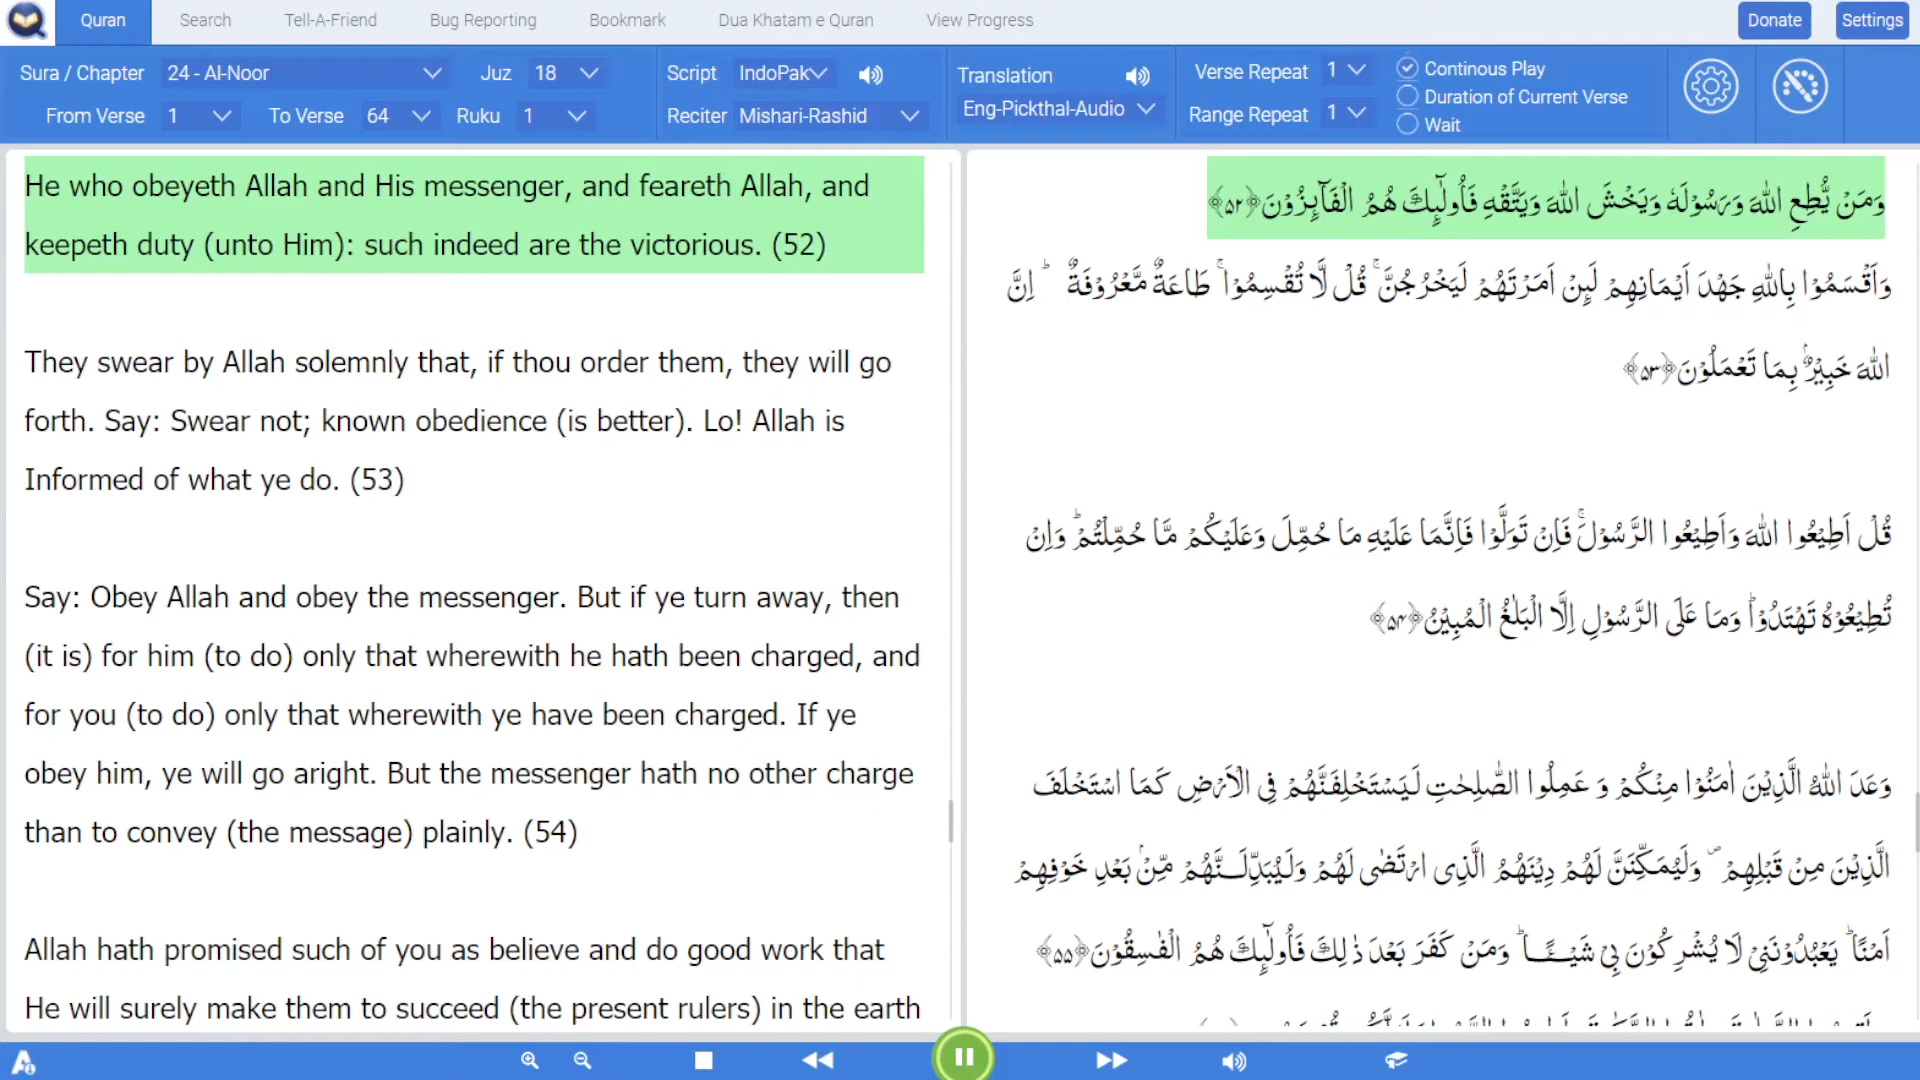 Quran Search Tell-A-Friend Bug Reporting Bookmark Dua Khatam e Quran View Progress Donate Settings
Sura / Chapter 24 - Al-Noor Juz 18
From Verse 1 To Verse 64 Ruku 1
Script IndoPak
Reciter Mishari-Rashid
Translation
Eng-Pickthal-Audio
Verse Repeat 1
Range Repeat 1
Continous Play
Duration of Current Verse
Wait
He who obeyeth Allah and His messenger, and feareth Allah, and
keepeth duty (unto Him): such indeed are the victorious. (52)
They swear by Allah solemnly that, if thou order them, they will go
forth. Say: Swear not; known obedience (is better). Lo! Allah is
Informed of what ye do. (53)
Say: Obey Allah and obey the messenger. But if ye turn away, then
(it is) for him (to do) only that wherewith he hath been charged, and
for you (to do) only that wherewith ye have been charged. If ye
obey him, ye will go aright. But the messenger hath no other charge
than to convey (the message) plainly. (54)
Allah hath promised such of you as believe and do good work that
He will surely make them to succeed (the present rulers) in the earth
وَمَنْ يُّطِعِ اللّٰهَ وَرَسُوْلَهٗ وَيَخْشَ اللّٰهَ وَيَتَّقْهِ فَاُولٰٓئِكَ هُمُ الْفَآئِزُوْنَ﴿۵۲﴾
وَاَقْسَمُوْا بِاللّٰهِ جَهْدَ اَيْمَانِهِمْ لَئِنْ اَمَرْتَهُمْ لَيَخْرُجُنَّ ۚ قُلْ لَّا تُقْسِمُوْا ۚ طَاعَةٌ مَّعْرُوْفَةٌ ؕ اِنَّ
اللّٰهَ خَبِيْرٌۢ بِمَا تَعْمَلُوْنَ﴿۵۳﴾
قُلْ اَطِيْعُوا اللّٰهَ وَاَطِيْعُوا الرَّسُوْلَ ۚ فَاِنْ تَوَلَّوْا فَاِنَّمَا عَلَيْهِ مَا حُمِّلَ وَعَلَيْكُمْ مَّا حُمِّلْتُمْ ؕ وَاِنْ
تُطِيْعُوْهُ تَهْتَدُوْا ؕ وَمَا عَلَى الرَّسُوْلِ اِلَّا الْبَلٰغُ الْمُبِيْنُ﴿۵۴﴾
وَعَدَ اللّٰهُ الَّذِيْنَ اٰمَنُوْا مِنْكُمْ وَ عَمِلُوا الصّٰلِحٰتِ لَـيَسْتَخْلِفَنَّهُمْ فِى الْاَرْضِ كَمَا اسْتَخْلَفَ
الَّذِيْنَ مِنْ قَبْلِهِمْ ۖ وَلَيُمَكِّنَنَّ لَهُمْ دِيْنَهُمُ الَّذِى ارْتَضٰى لَهُمْ وَلَيُبَدِّلَــنَّهُمْ مِّنْۢ بَعْدِ خَوْفِهِمْ
اَمْنًا ؕ يَعْبُدُوْنَنِىْ لَا يُشْرِكُوْنَ بِىْ شَيْــًٔــا ؕ وَمَنْ كَفَرَ بَعْدَ ذٰ لِكَ فَاُولٰٓئِكَ هُمُ الْفٰسِقُوْنَ﴿۵۵﴾